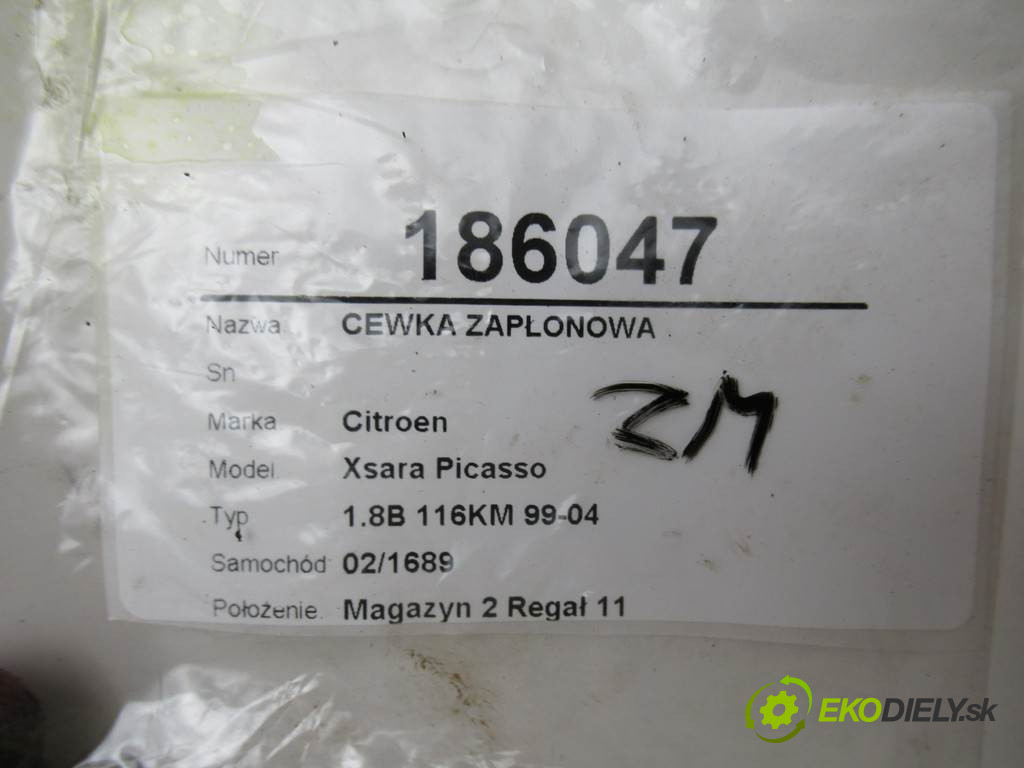 Numer 186047
Nazwa: CEWKA ZAPŁONOWA
Sn
Marka Citroen
Model Xsara Picasso
Typ 1.8B 116KM 99-04
Samochód 02/1689
Położenie. Magazyn 2 Regał 11
ZM
EKODIELY.sk